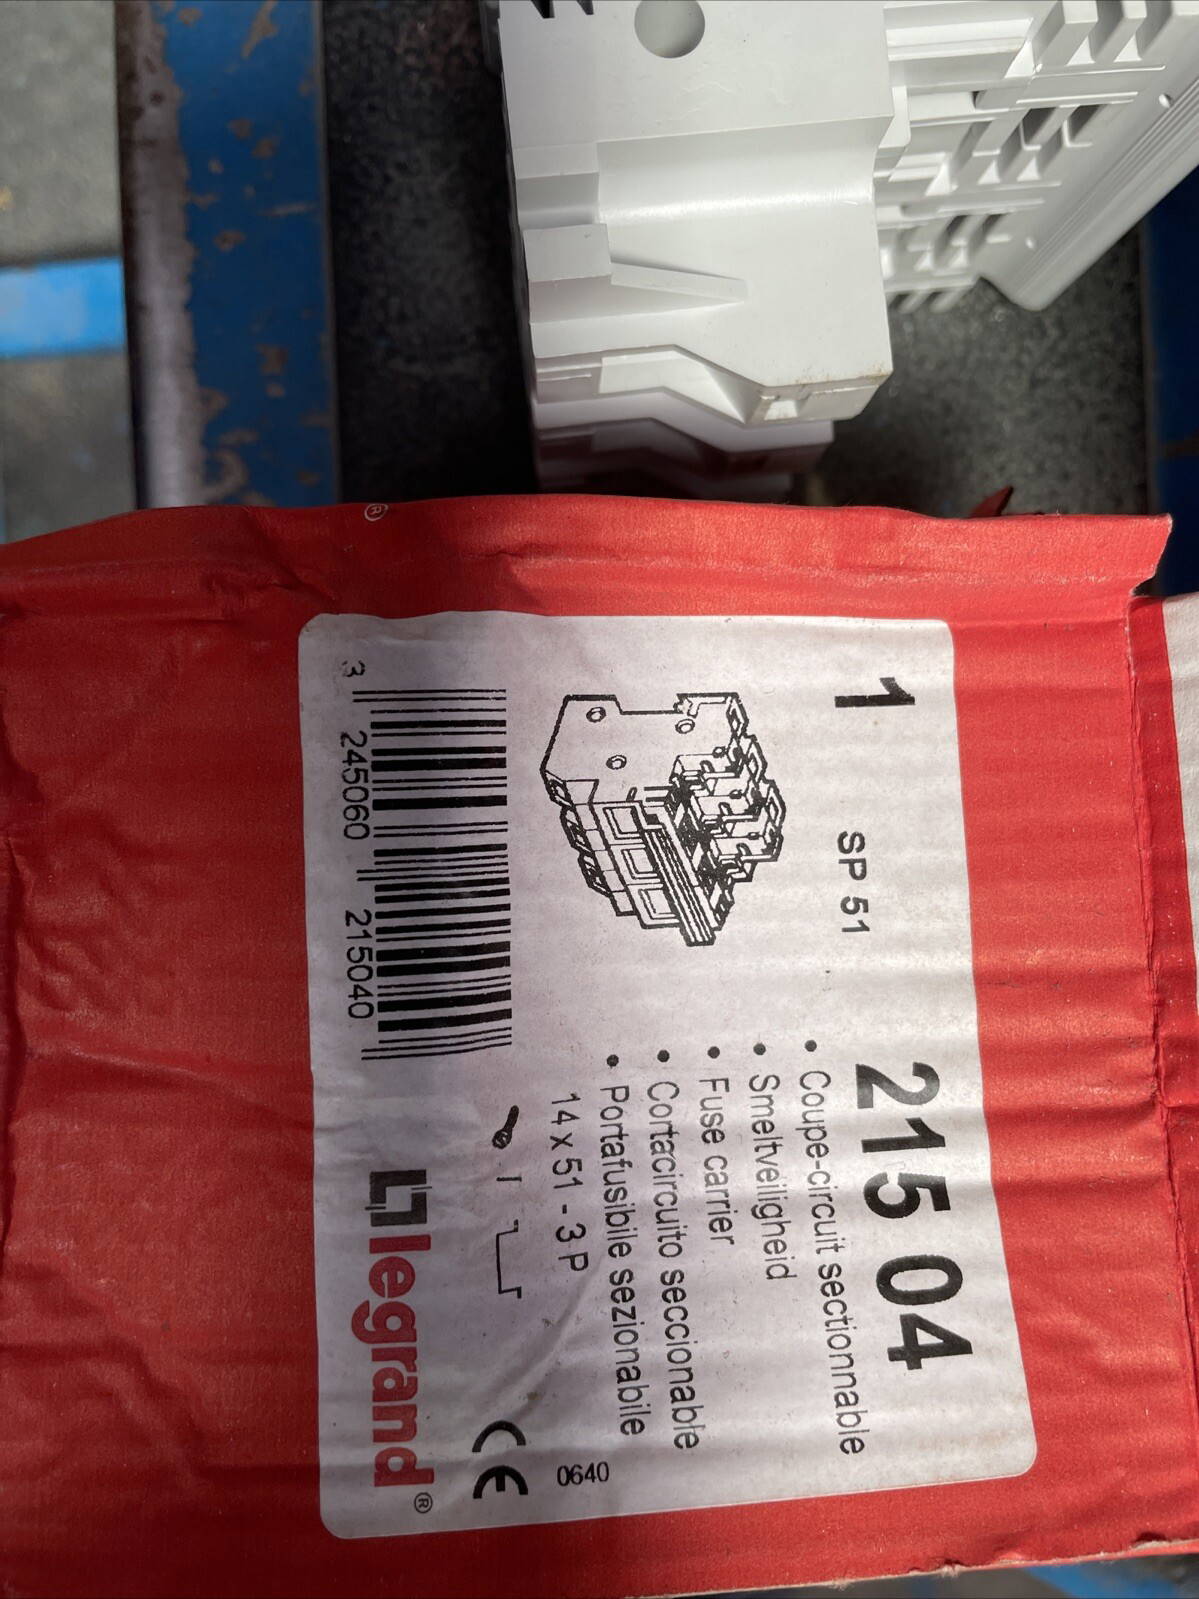 1
SP 51
215 04
• Coupe-circuit sectionnable
• Smeltveiligheid
• Fuse carrier
• Cortacircuito seccionable
• Portafusibile sezionabile
14 x 51 - 3 P
0640
CE
3 245060 215040
legrand®
®